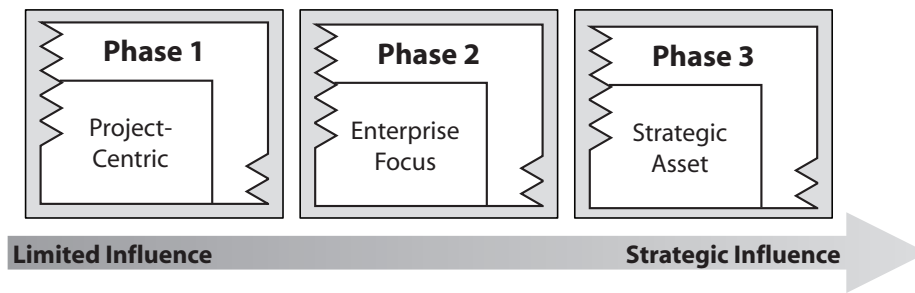 Phase 1
Project-
Centric
Phase 2
Enterprise
Focus
Phase 3
Strategic
Asset
Limited Influence
Strategic Influence